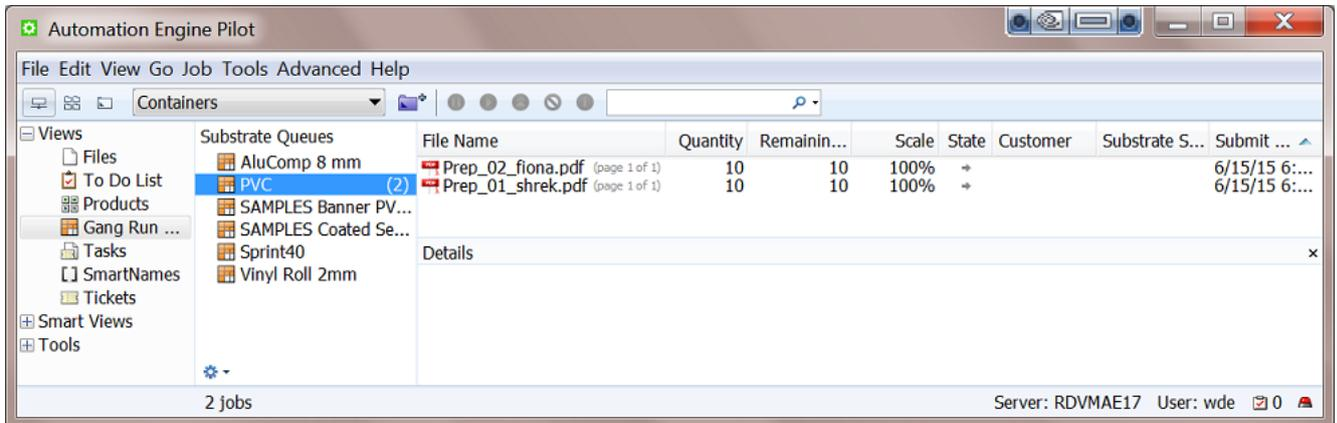 Automation Engine Pilot
File Edit View Go Job Tools Advanced Help
Containers
Views
Files
To Do List
Products
Gang Run ...
Tasks
SmartNames
Tickets
Smart Views
Tools
Substrate Queues
AluComp 8 mm
PVC (2)
SAMPLES Banner PV...
SAMPLES Coated Se...
Sprint40
Vinyl Roll 2mm
File Name Quantity Remainin... Scale State Customer Substrate S... Submit ...
Prep_02_fiona.pdf (page 1 of 1) 10 10 100% 6/15/15 6:...
Prep_01_shrek.pdf (page 1 of 1) 10 10 100% 6/15/15 6:...
Details
2 jobs Server: RDVMAE17 User: wde 0